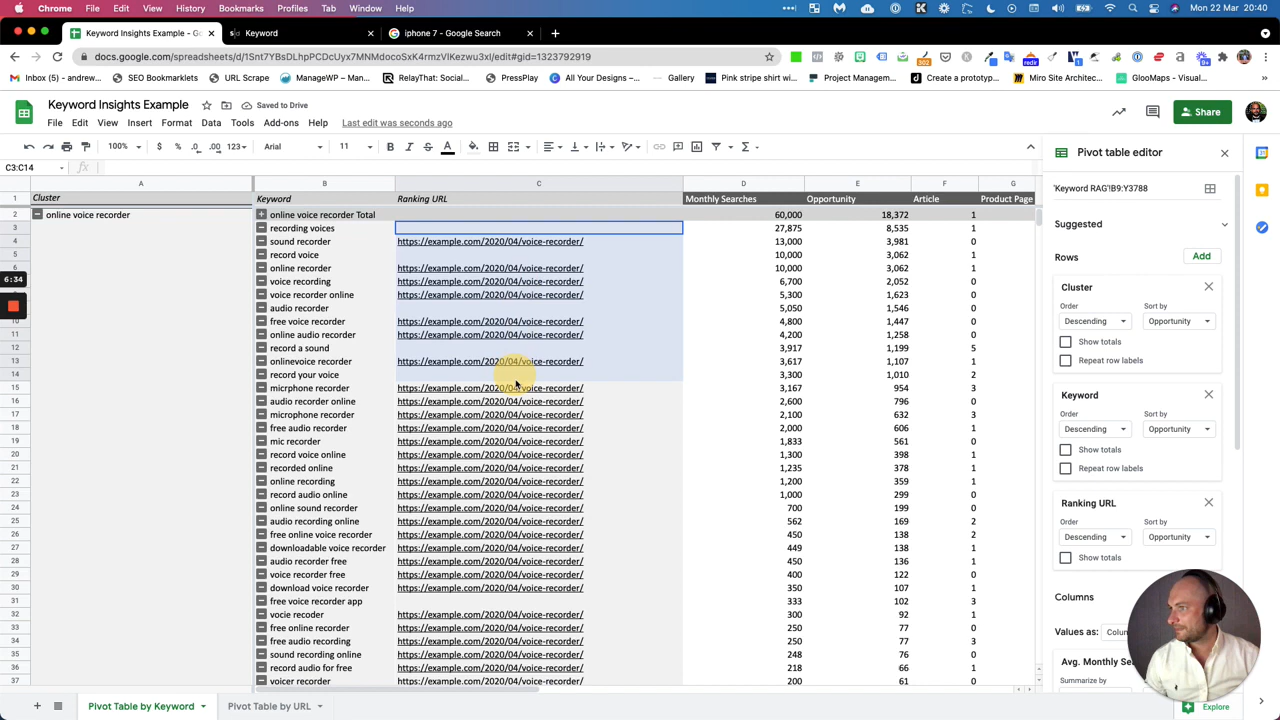 Chrome File Edit View History Bookmarks Profiles Tab Window Help
Keyword Insights Example - Go
s|d Keyword
iphone 7 - Google Search
docs.google.com/spreadsheets/d/1Snt7YBsDLhpPCDcUyx7MNMdocoSxK4rmzVIKezwu3xI/edit#gid=1323792919
Inbox (5) - andrew... SEO Bookmarklets URL Scrape ManageWP – Man... RelayThat: Social... PressPlay All Your Designs –... Gallery Pink stripe shirt wi... Project Managem... Create a prototyp... Miro Site Architec... GlooMaps – Visual...
Keyword Insights Example Saved to Drive
File Edit View Insert Format Data Tools Add-ons Help Last edit was seconds ago
Share
100% $ % .0 .00 123 Arial 11
C3:C14
A B C D E F G
1 Cluster Keyword Ranking URL Monthly Searches Opportunity Article Product Page
2 online voice recorder online voice recorder Total 60,000 18,372 1
3 recording voices 27,875 8,535 1
4 sound recorder https://example.com/2020/04/voice-recorder/ 13,000 3,981 0
5 record voice 10,000 3,062 1
6 online recorder https://example.com/2020/04/voice-recorder/ 10,000 3,062 1
voice recording https://example.com/2020/04/voice-recorder/ 6,700 2,052 0
voice recorder online https://example.com/2020/04/voice-recorder/ 5,300 1,623 0
audio recorder 5,050 1,546 0
10 free voice recorder https://example.com/2020/04/voice-recorder/ 4,800 1,447 0
11 online audio recorder https://example.com/2020/04/voice-recorder/ 4,200 1,258 0
12 record a sound 3,917 1,199 5
13 onlinevoice recorder https://example.com/2020/04/voice-recorder/ 3,617 1,107 1
14 record your voice 3,300 1,010 2
15 micrphone recorder https://example.com/2020/04/voice-recorder/ 3,167 954 3
16 audio recorder online https://example.com/2020/04/voice-recorder/ 2,600 796 0
17 microphone recorder https://example.com/2020/04/voice-recorder/ 2,100 632 3
18 free audio recorder https://example.com/2020/04/voice-recorder/ 2,000 606 1
19 mic recorder https://example.com/2020/04/voice-recorder/ 1,833 561 0
20 record voice online https://example.com/2020/04/voice-recorder/ 1,300 398 1
21 recorded online https://example.com/2020/04/voice-recorder/ 1,235 378 1
22 online recording https://example.com/2020/04/voice-recorder/ 1,200 359 1
23 record audio online https://example.com/2020/04/voice-recorder/ 1,000 299 0
24 online sound recorder https://example.com/2020/04/voice-recorder/ 700 199 0
25 audio recording online https://example.com/2020/04/voice-recorder/ 562 169 2
26 free online voice recorder https://example.com/2020/04/voice-recorder/ 450 138 2
27 downloadable voice recorder https://example.com/2020/04/voice-recorder/ 449 138 1
28 audio recorder free https://example.com/2020/04/voice-recorder/ 450 136 1
29 voice recorder free https://example.com/2020/04/voice-recorder/ 400 122 0
30 download voice recorder https://example.com/2020/04/voice-recorder/ 350 107 1
31 free voice recorder app 333 102 3
32 vocie recoder https://example.com/2020/04/voice-recorder/ 300 92 1
33 free online recorder https://example.com/2020/04/voice-recorder/ 250 77 0
34 free audio recording https://example.com/2020/04/voice-recorder/ 250 77 3
35 sound recording online https://example.com/2020/04/voice-recorder/ 248 76 0
36 record audio for free https://example.com/2020/04/voice-recorder/ 218 66 1
37 voicer recorder https://example.com/2020/04/voice-recorder/ 200 61 0
6:34
Pivot table editor
'Keyword RAG'!B9:Y3788
Suggested
Rows Add
Cluster
Order Sort by
Descending Opportunity
Show totals
Repeat row labels
Keyword
Order Sort by
Descending Opportunity
Show totals
Repeat row labels
Ranking URL
Order Sort by
Descending Opportunity
Show totals
Columns
Values as: Colum
Avg. Monthly Sea
Summarize by
Pivot Table by Keyword Pivot Table by URL
Explore